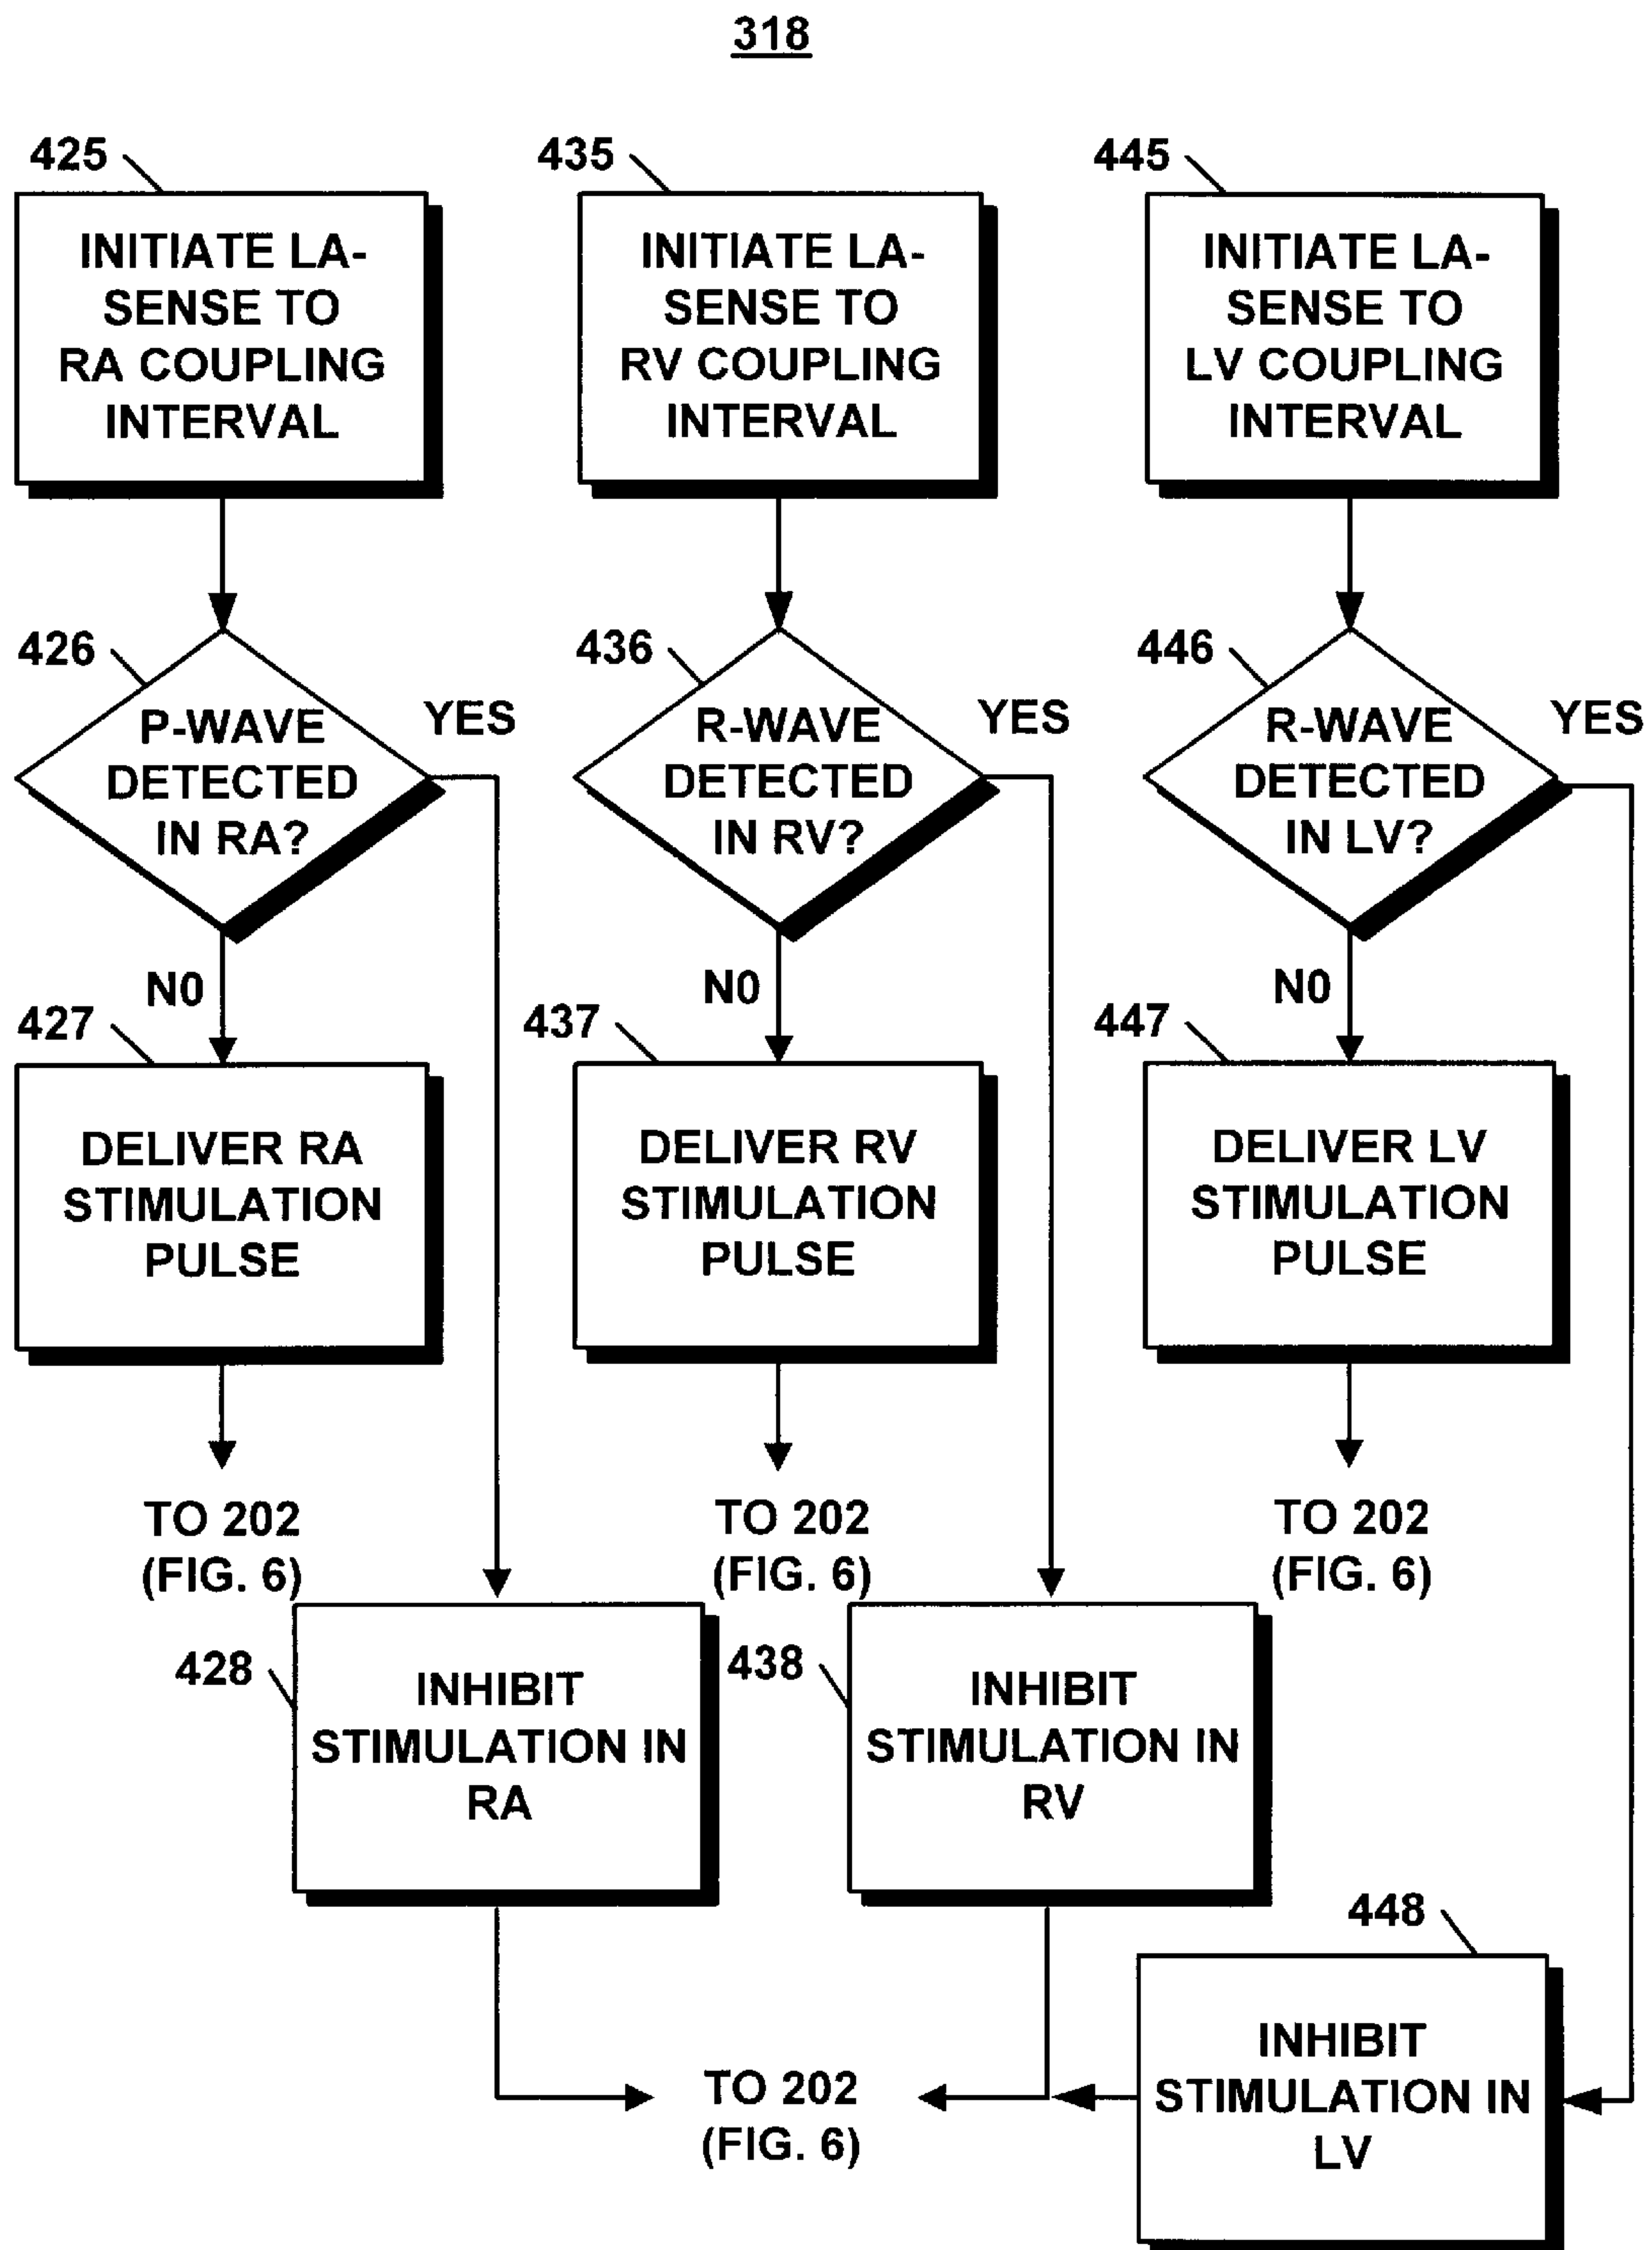 318
425
435
445
INITIATE LA-
SENSE TO
RA COUPLING
INTERVAL
INITIATE LA-
SENSE TO
RV COUPLING
INTERVAL
INITIATE LA-
SENSE TO
LV COUPLING
INTERVAL
426
P-WAVE
DETECTED
IN RA?
YES
436
R-WAVE
DETECTED
IN RV?
YES
446
R-WAVE
DETECTED
IN LV?
YES
N0
N0
N0
427
437
447
DELIVER RA
STIMULATION
PULSE
DELIVER RV
STIMULATION
PULSE
DELIVER LV
STIMULATION
PULSE
TO 202
(FIG. 6)
TO 202
(FIG. 6)
TO 202
(FIG. 6)
428
INHIBIT
STIMULATION IN
RA
438
INHIBIT
STIMULATION IN
RV
448
INHIBIT
STIMULATION IN
LV
TO 202
(FIG. 6)